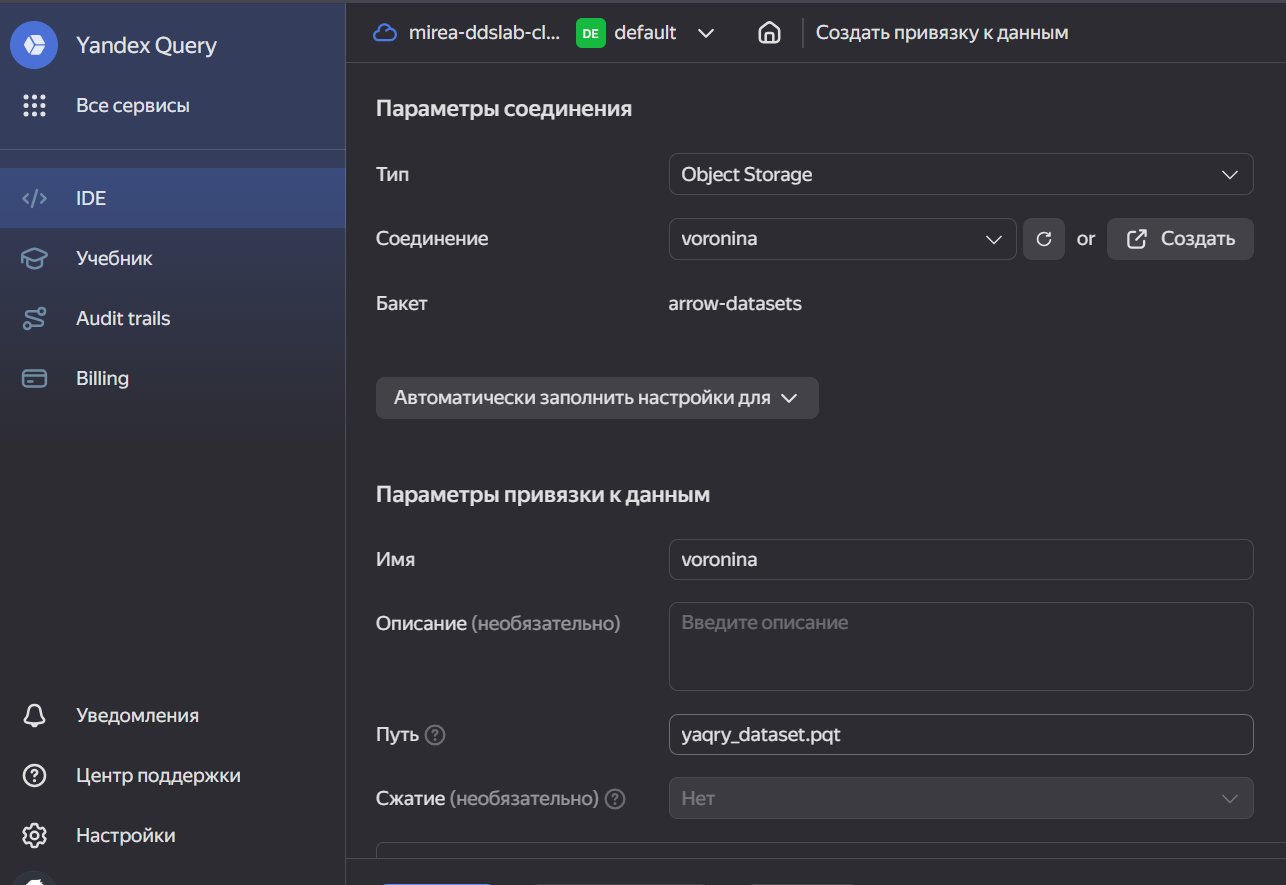 Yandex Query
Все сервисы
IDE
Учебник
Audit trails
Billing
Уведомления
Центр поддержки
Настройки
mirea-ddslab-cl... DE default Создать привязку к данным
Параметры соединения
Тип Object Storage
Соединение voronina or Создать
Бакет arrow-datasets
Автоматически заполнить настройки для
Параметры привязки к данным
Имя voronina
Описание (необязательно) Введите описание
Путь ? yaqry_dataset.pqt
Сжатие (необязательно) ? Нет